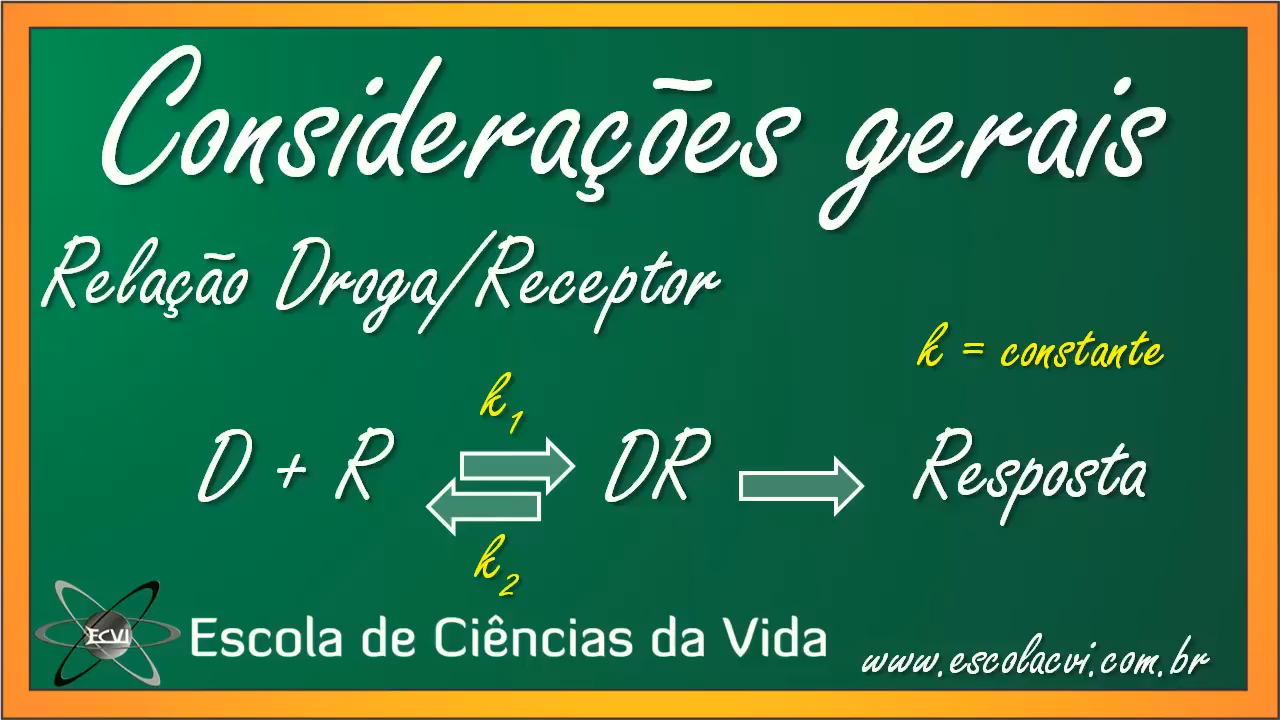 Considerações gerais
Relação Droga/Receptor
k = constante
k1
D + R DR Resposta
k2
ECVI Escola de Ciências da Vida
www.escolacvi.com.br